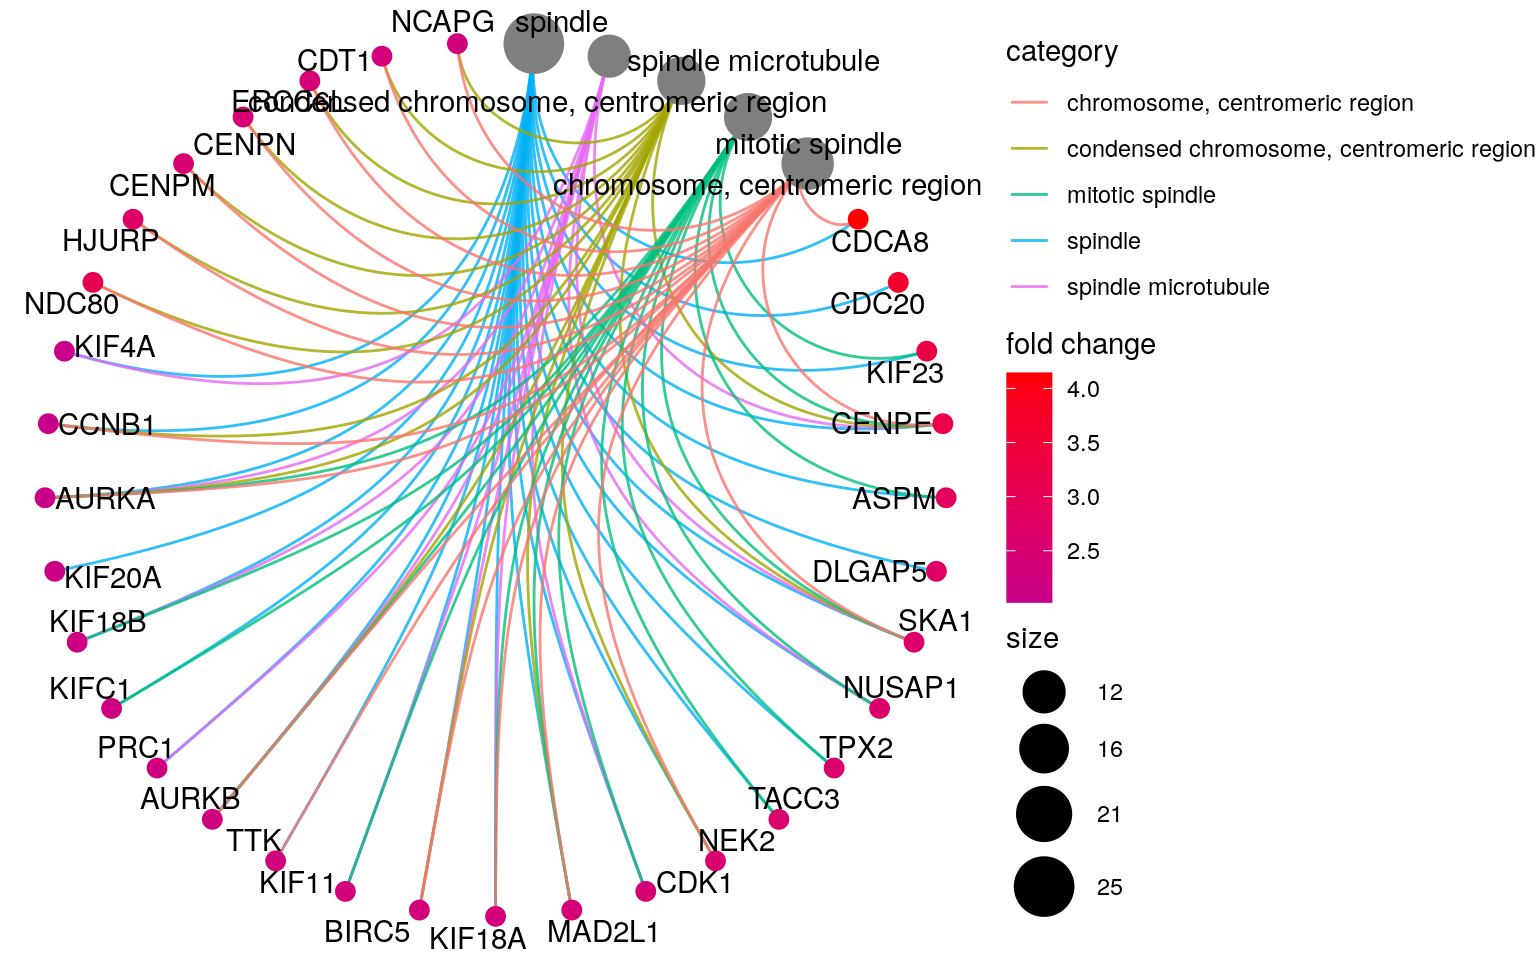 NCAPG
spindle
CDT1
spindle microtubule
ERCC6L
condensed chromosome, centromeric region
CENPN
mitotic spindle
CENPM
chromosome, centromeric region
HJURP
CDCA8
NDC80
CDC20
KIF4A
KIF23
CCNB1
CENPE
AURKA
ASPM
KIF20A
DLGAP5
KIF18B
SKA1
KIFC1
NUSAP1
PRC1
TPX2
AURKB
TACC3
TTK
NEK2
KIF11
CDK1
BIRC5
KIF18A
MAD2L1
category
chromosome, centromeric region
condensed chromosome, centromeric region
mitotic spindle
spindle
spindle microtubule
fold change
4.0
3.5
3.0
2.5
size
12
16
21
25